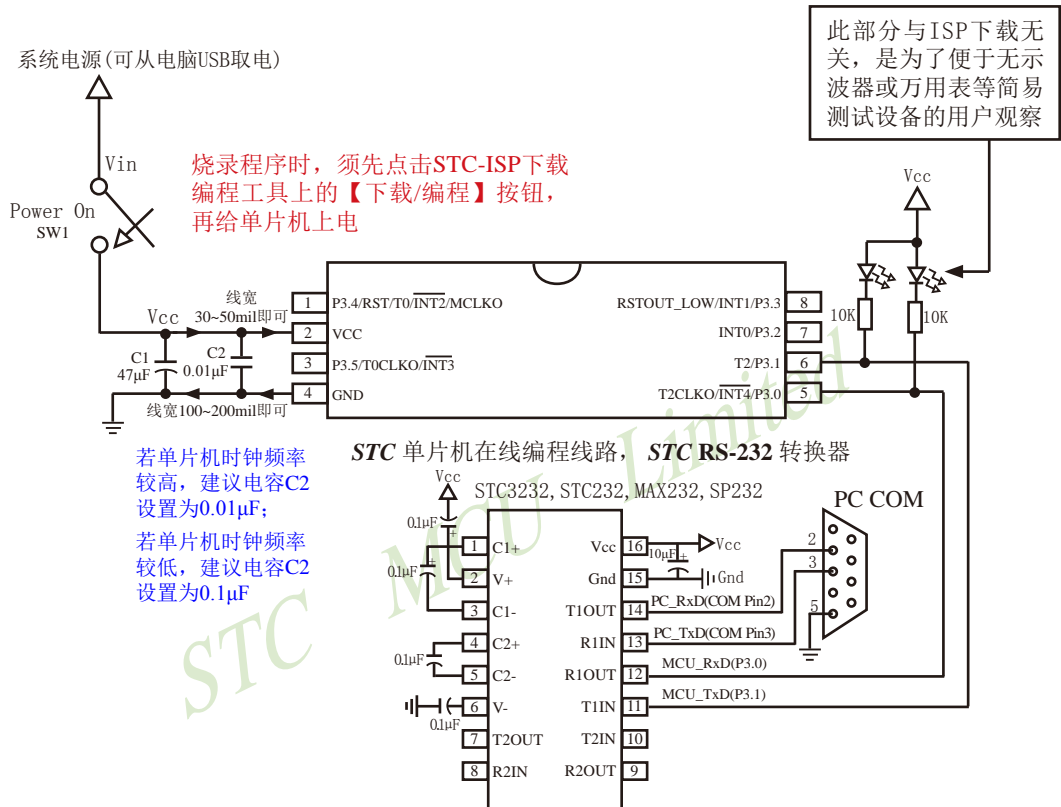 系统电源(可从电脑USB取电)
此部分与ISP下载无
关，是为了便于无示
波器或万用表等简易
测试设备的用户观察
Vin
Power On
SW1
烧录程序时，须先点击STC-ISP下载
编程工具上的【下载/编程】按钮，
再给单片机上电
Vcc
10K
10K
线宽
30~50mil即可
Vcc
C1
47μF
C2
0.01μF
线宽100~200mil即可
1 P3.4/RST/T0/INT2/MCLKO
2 VCC
3 P3.5/T0CLKO/INT3
4 GND
RSTOUT_LOW/INT1/P3.3 8
INT0/P3.2 7
T2/P3.1 6
T2CLKO/INT4/P3.0 5
若单片机时钟频率
较高，建议电容C2
设置为0.01μF；
若单片机时钟频率
较低，建议电容C2
设置为0.1μF
STC 单片机在线编程线路， STC RS-232 转换器
STC3232,STC232,MAX232,SP232
Vcc
0.1μF
+
0.1μF
+
0.1μF
0.1μF
1 C1+
2 V+
3 C1-
4 C2+
5 C2-
6 V-
7 T2OUT
8 R2IN
Vcc 16
Gnd 15
T1OUT 14
R1IN 13
R1OUT 12
T1IN 11
T2IN 10
R2OUT 9
10μF
+
Vcc
Gnd
PC_RxD(COM Pin2)
PC_TxD(COM Pin3)
MCU_RxD(P3.0)
MCU_TxD(P3.1)
PC COM
2
3
5
STC MCU Limited